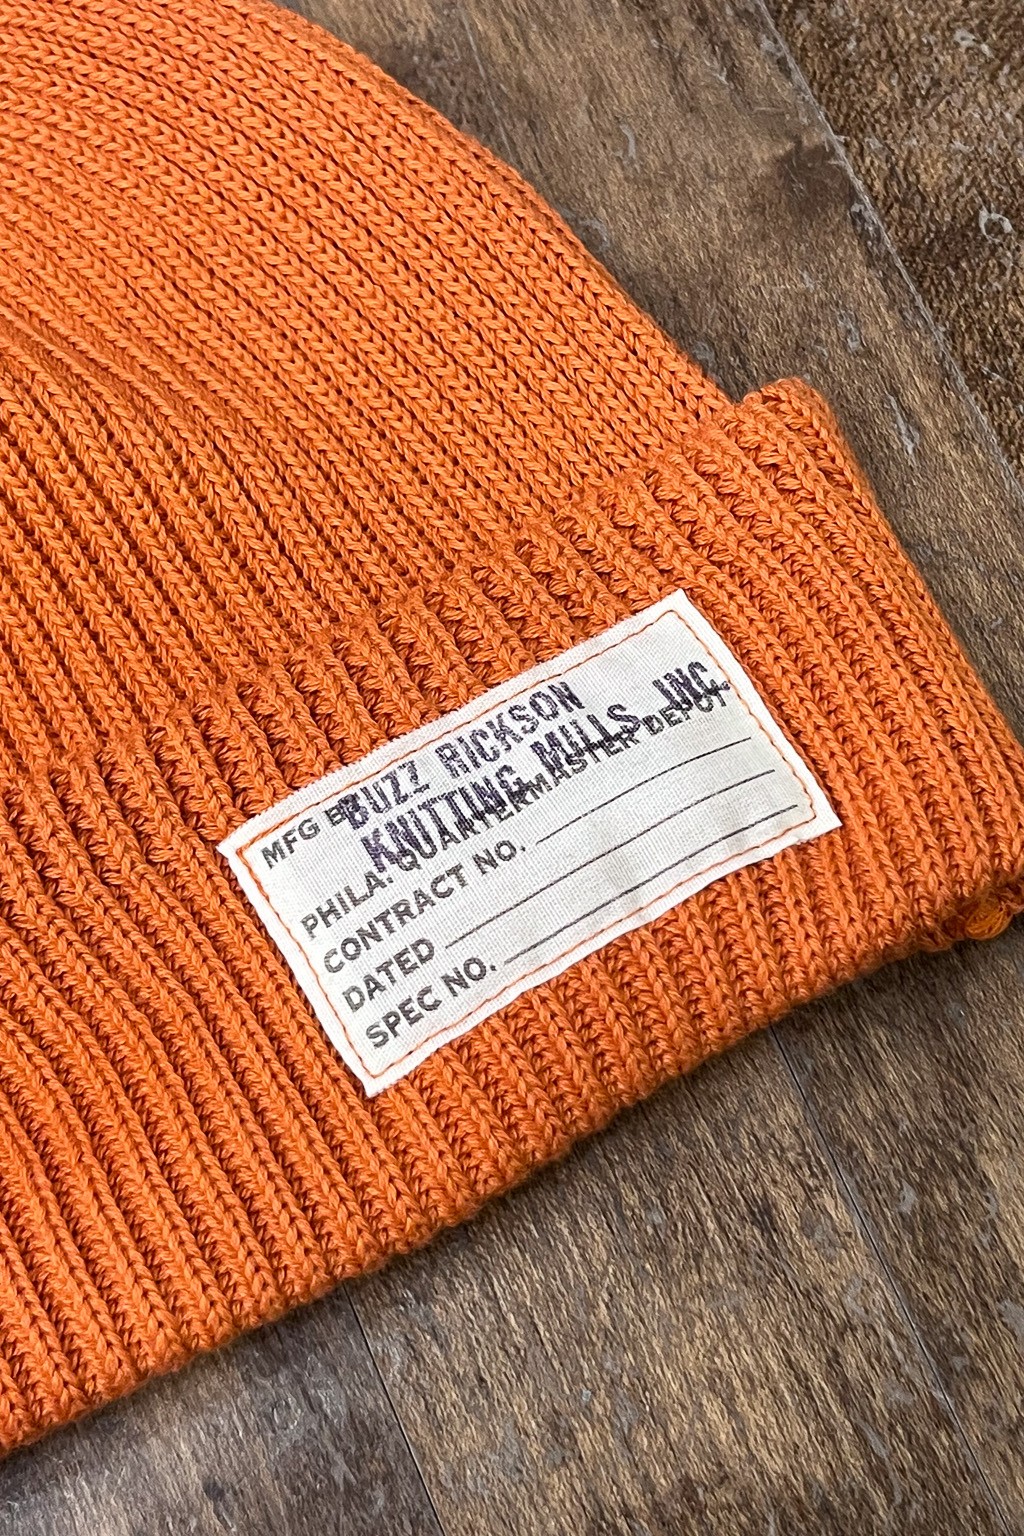 MFG BY BUZZ RICKSON
KNITTING MILLS, INC.
PHILA. QUARTERMASTER DEPOT
CONTRACT NO.
DATED
SPEC NO.